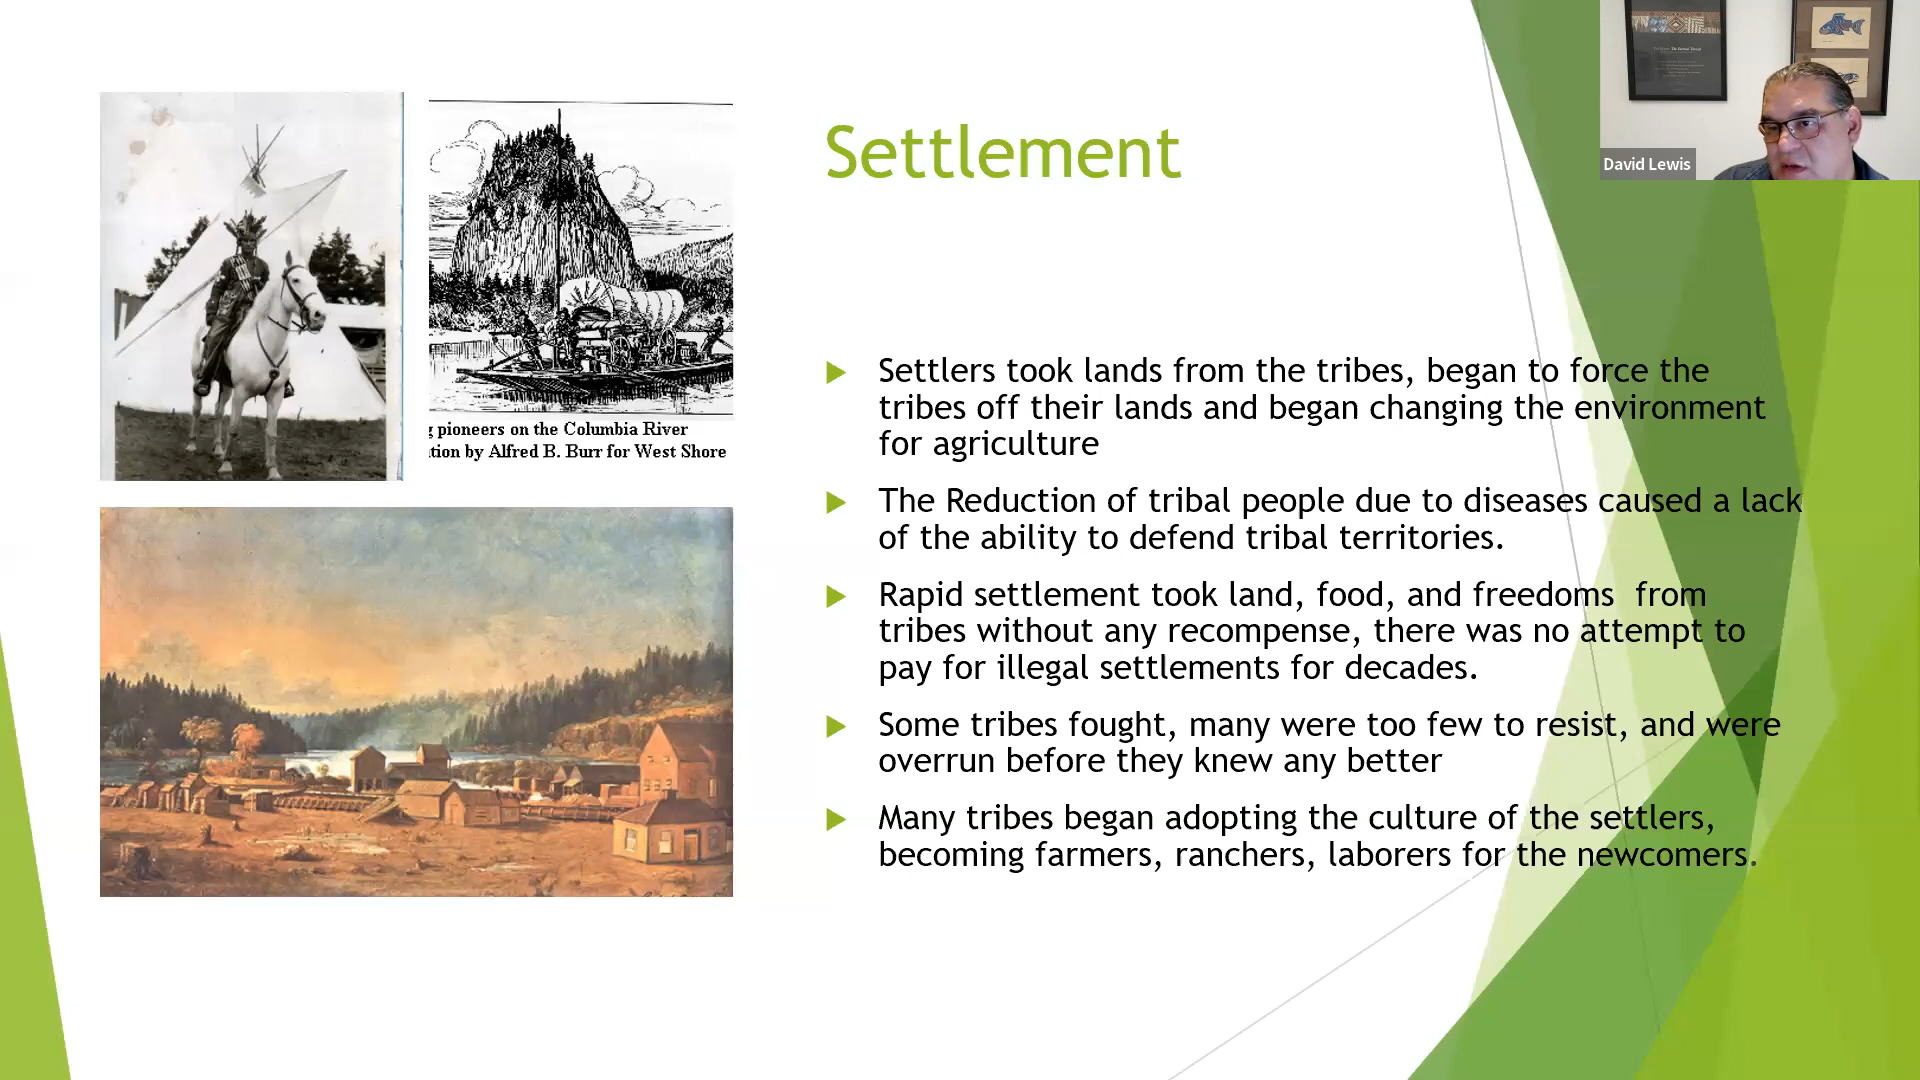 Settlement
David Lewis
pioneers on the Columbia River
by Alfred B. Burr for West Shore
Settlers took lands from the tribes, began to force the
tribes off their lands and began changing the environment
for agriculture
The Reduction of tribal people due to diseases caused a lack
of the ability to defend tribal territories.
Rapid settlement took land, food, and freedoms  from
tribes without any recompense, there was no attempt to
pay for illegal settlements for decades.
Some tribes fought, many were too few to resist, and were
overrun before they knew any better
Many tribes began adopting the culture of the settlers,
becoming farmers, ranchers, laborers for the newcomers.